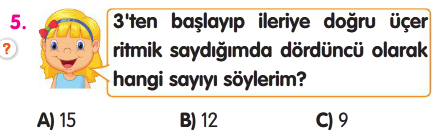 5.
?
3'ten başlayıp ileriye doğru üçer
ritmik saydığımda dördüncü olarak
hangi sayıyı söylerim?
A) 15 B) 12 C) 9